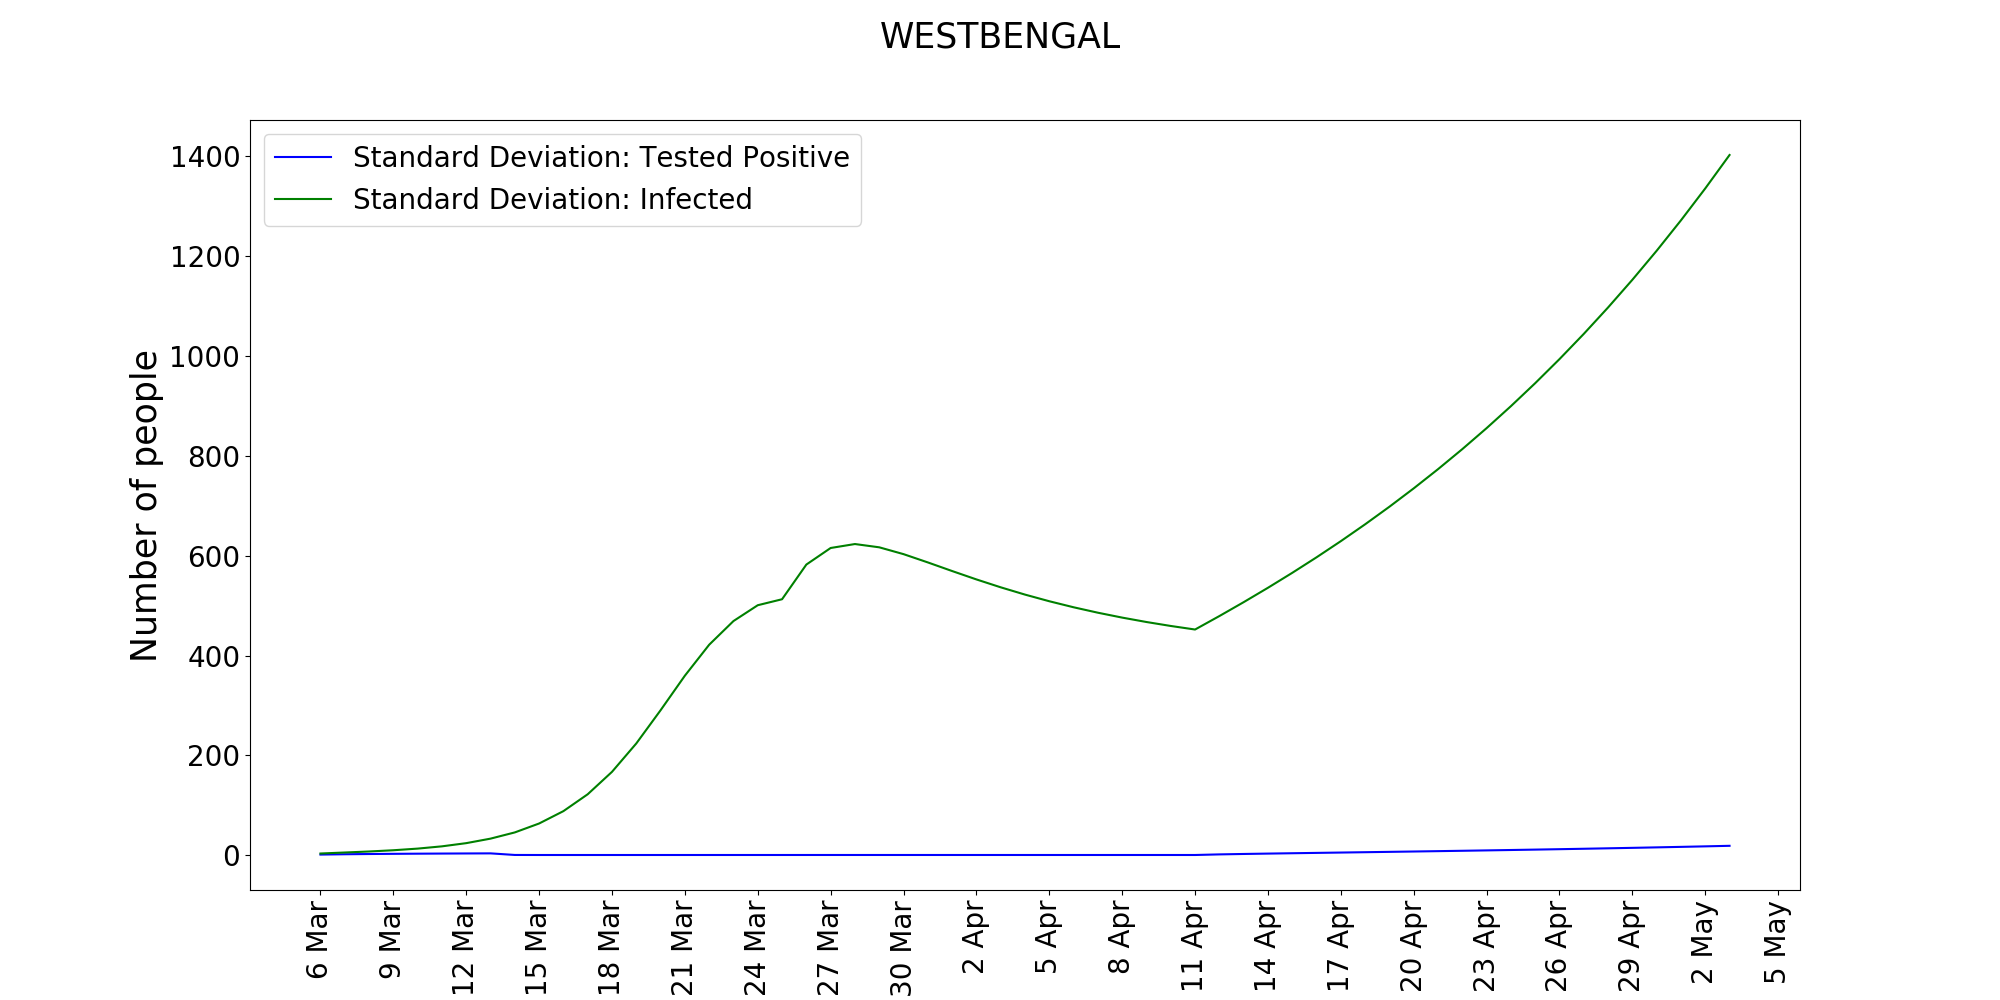 WESTBENGAL
Standard Deviation: Tested Positive
Standard Deviation: Infected
Number of people
1400
1200
1000
800
600
400
200
0
6 Mar
9 Mar
12 Mar
15 Mar
18 Mar
21 Mar
24 Mar
27 Mar
30 Mar
2 Apr
5 Apr
8 Apr
11 Apr
14 Apr
17 Apr
20 Apr
23 Apr
26 Apr
29 Apr
2 May
5 May